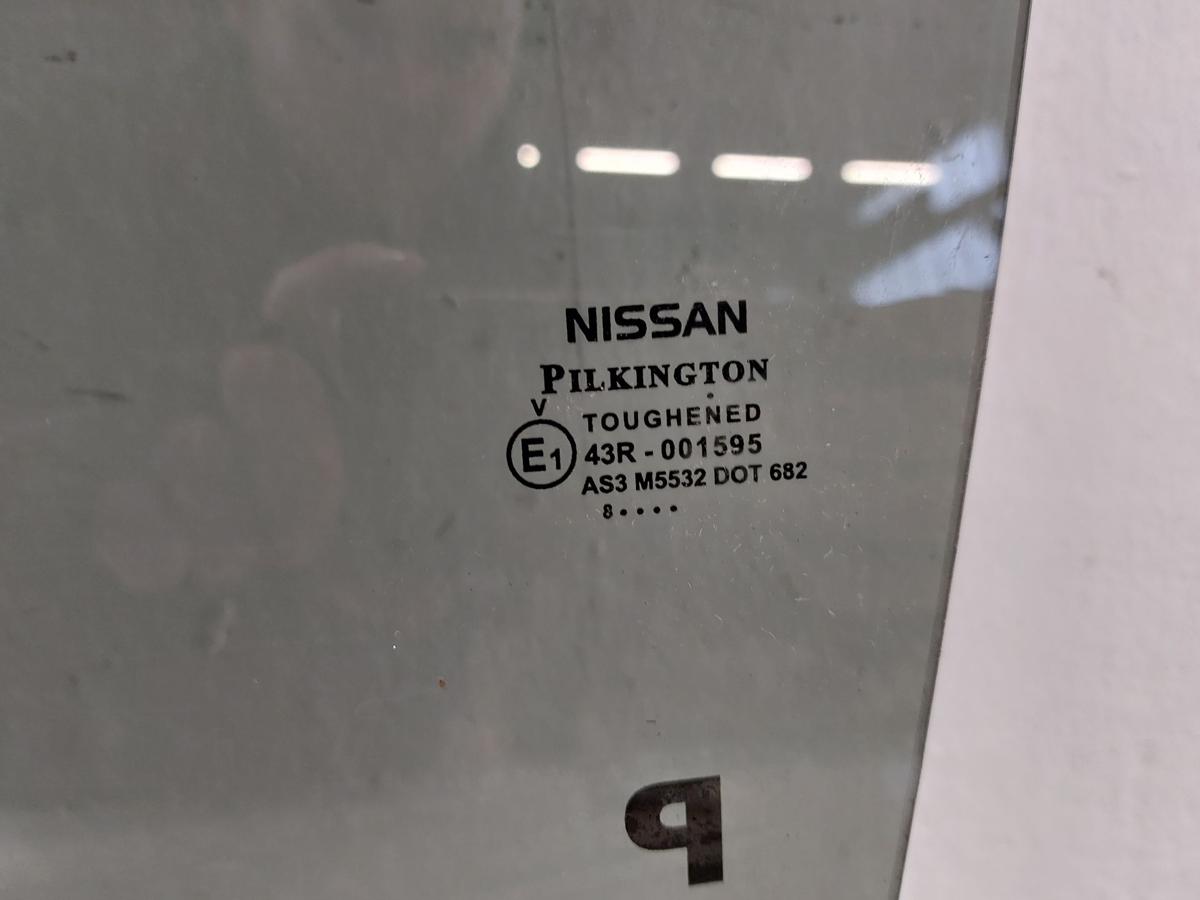 NISSAN
PILKINGTON
V
TOUGHENED
E1 43R - 001595
AS3 M5532 DOT 682
8••••
P